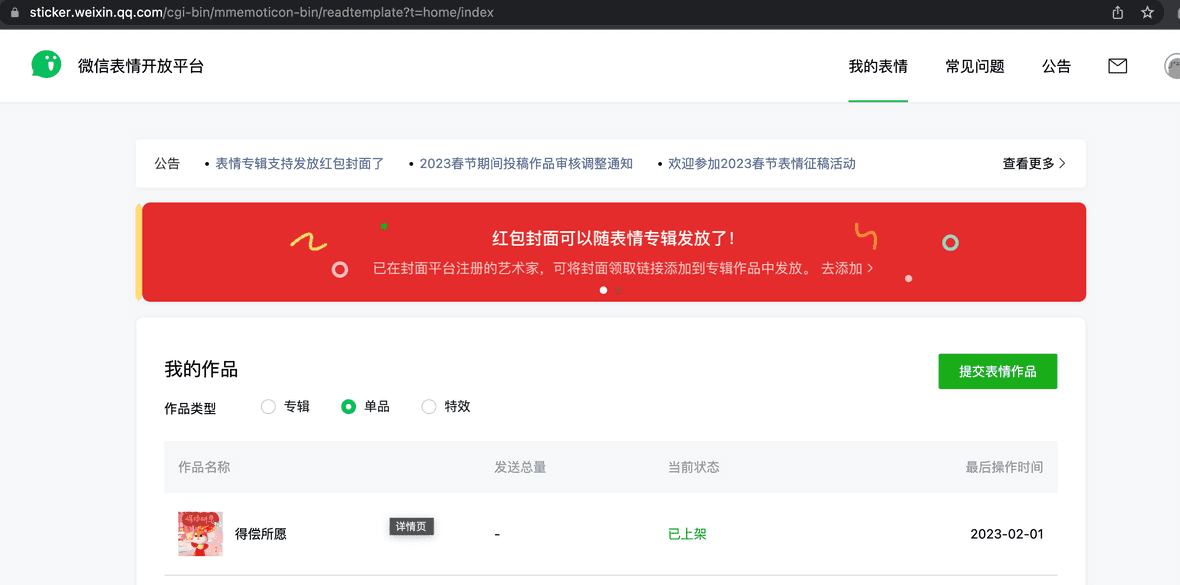 sticker.weixin.qq.com/cgi-bin/mmemoticon-bin/readtemplate?t=home/index
微信表情开放平台 我的表情 常见问题 公告
公告 • 表情专辑支持发放红包封面了 • 2023春节期间投稿作品审核调整通知 • 欢迎参加2023春节表情征稿活动 查看更多 >
红包封面可以随表情专辑发放了!
已在封面平台注册的艺术家,可将封面领取链接添加到专辑作品中发放。 去添加 >
我的作品 提交表情作品
作品类型 专辑 单品 特效
作品名称 发送总量 当前状态 最后操作时间
得偿所愿 详情页 - 已上架 2023-02-01